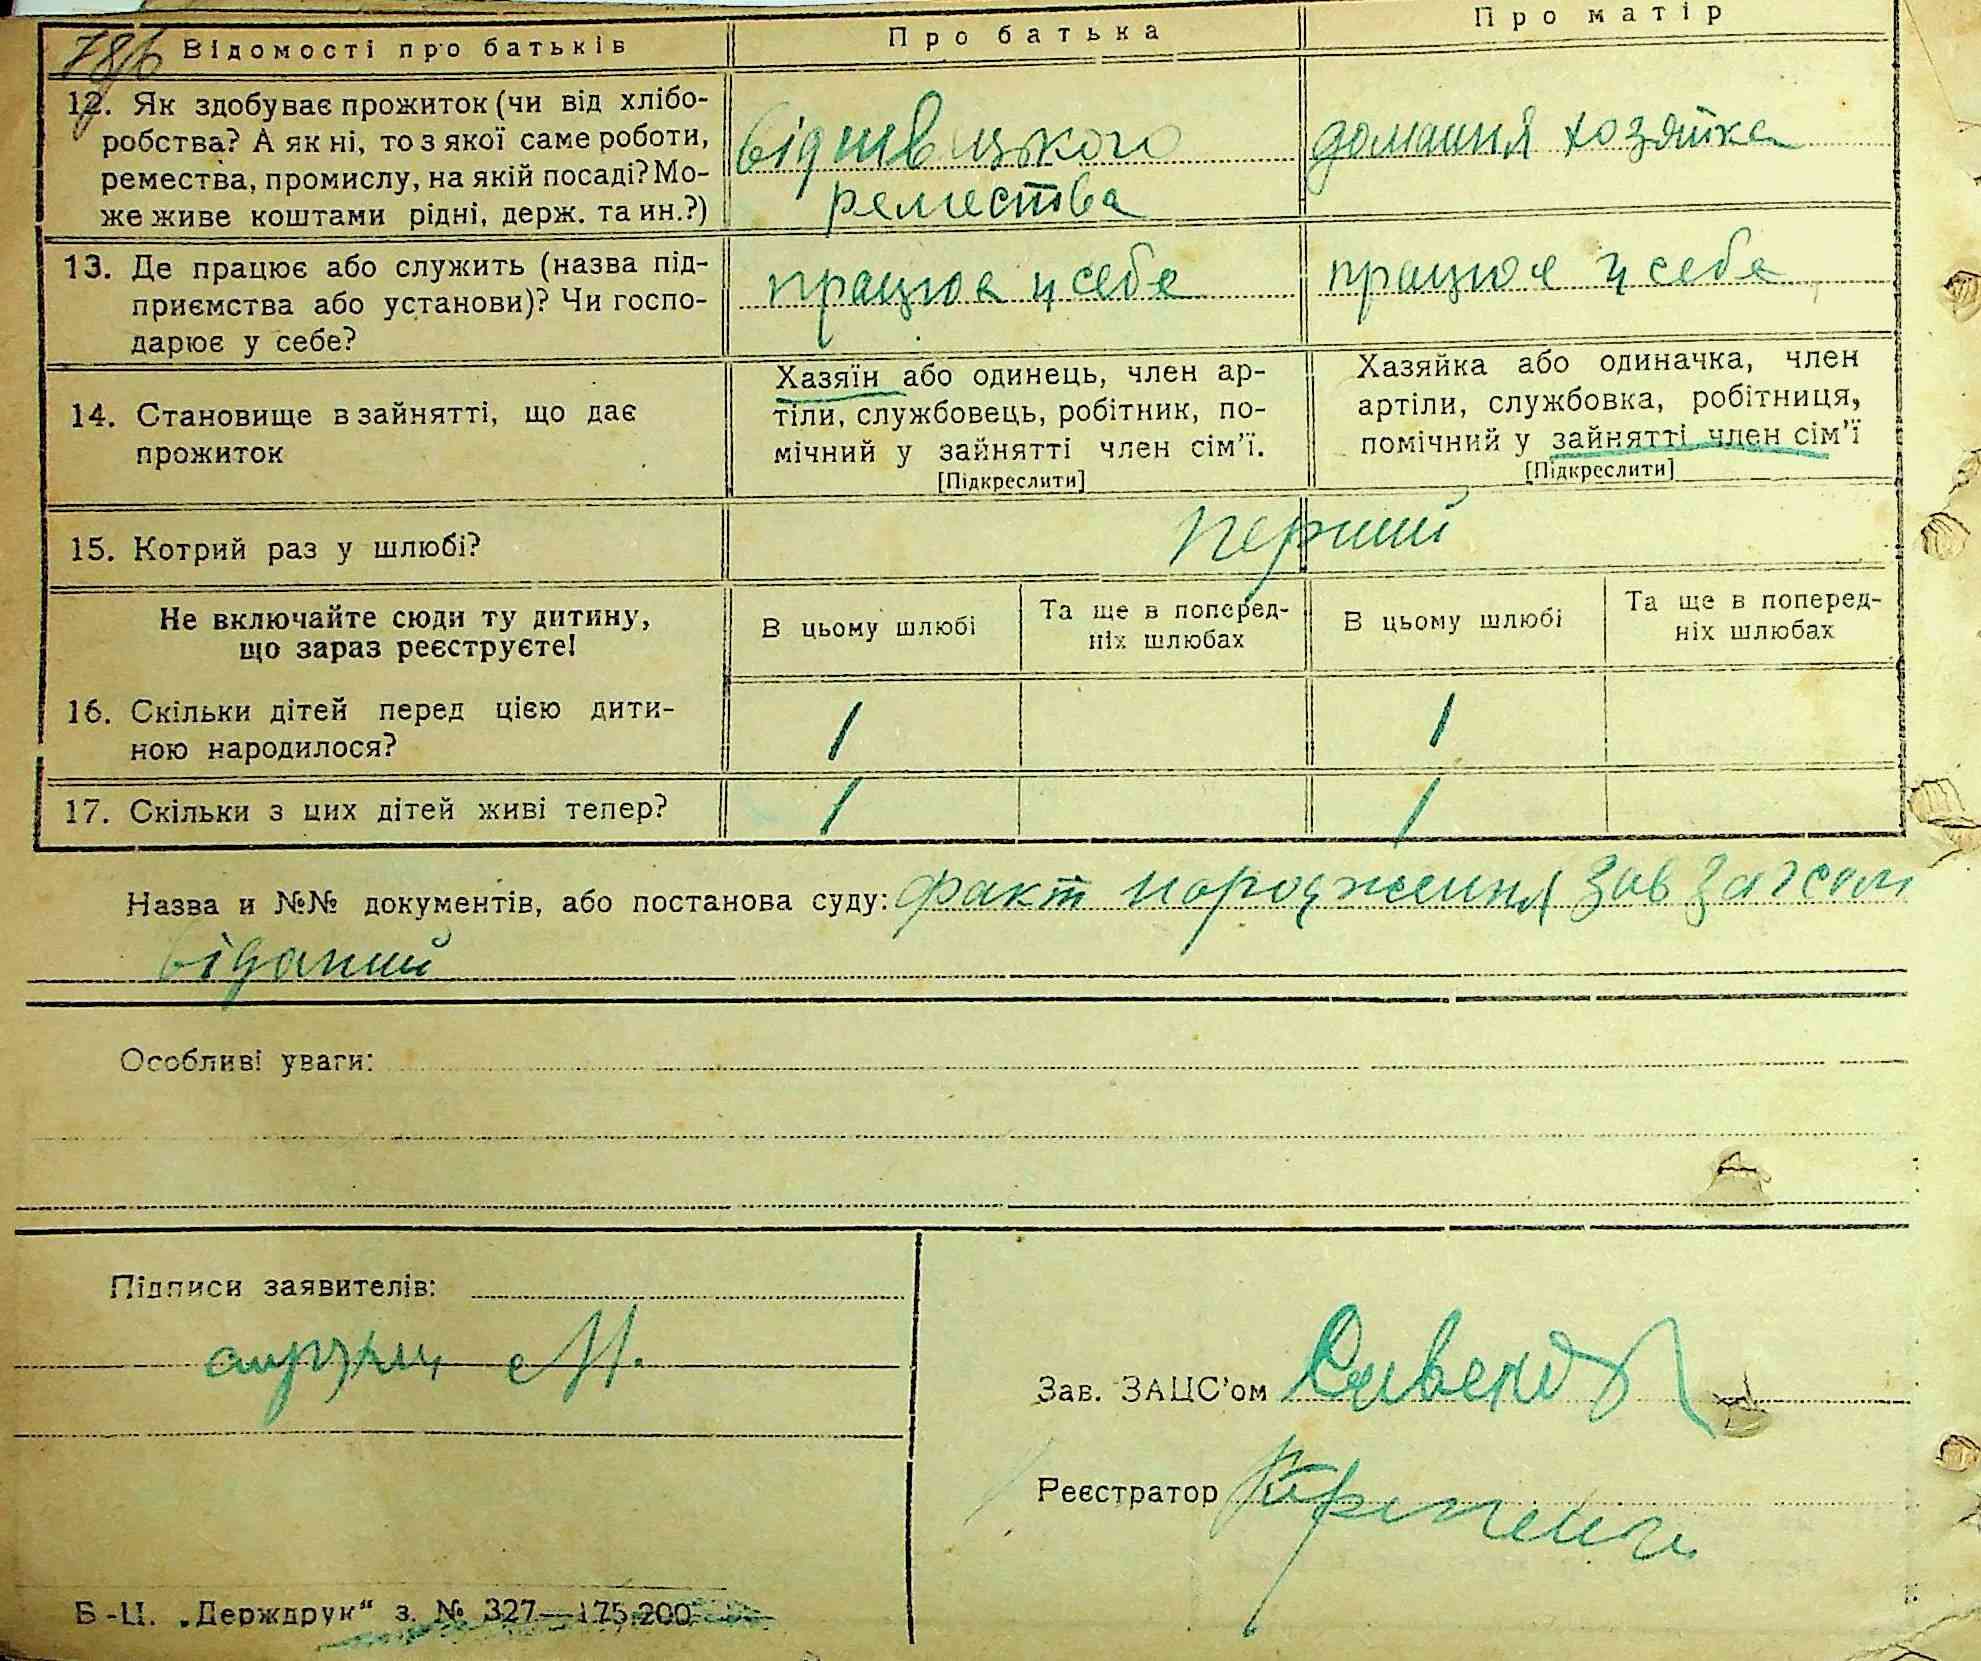 78/б
Відомості про батьків
Про батька
Про матір
12. Як здобуває прожиток (чи від хлібо-
робства? А як ні, то з якої саме роботи,
ремества, промислу, на якій посаді? Мо-
же живе коштами рідні, держ. та ин.?)
від швецького
ремества
домашня хозяйка
13. Де працює або служить (назва під-
приємства або установи)? Чи госпо-
дарює у себе?
працює у себе
працює у себе
14. Становище в зайнятті, що дає
прожиток
Хазяїн або одинець, член ар-
тіли, службовець, робітник, по-
мічний у зайнятті член сім'ї.
[Підкреслити]
Хазяйка або одиначка, член
артіли, службовка, робітниця,
помічний у зайнятті член сім'ї
[Підкреслити]
15. Котрий раз у шлюбі?
перший
Не включайте сюди ту дитину,
що зараз реєструєте!
В цьому шлюбі
Та ще в поперед-
ніх шлюбах
В цьому шлюбі
Та ще в поперед-
ніх шлюбах
16. Скільки дітей перед цією дити-
ною народилося?
1
1
17. Скільки з цих дітей живі тепер?
1
1
Назва и №№ документів, або постанова суду: факт народження зав загсом
віданий
Особливі уваги:
Підписи заявителів:
М.
Зав. ЗАЦС'ом
Реєстратор
Б-Ц. „Держдрук“ з. № 327—175.200